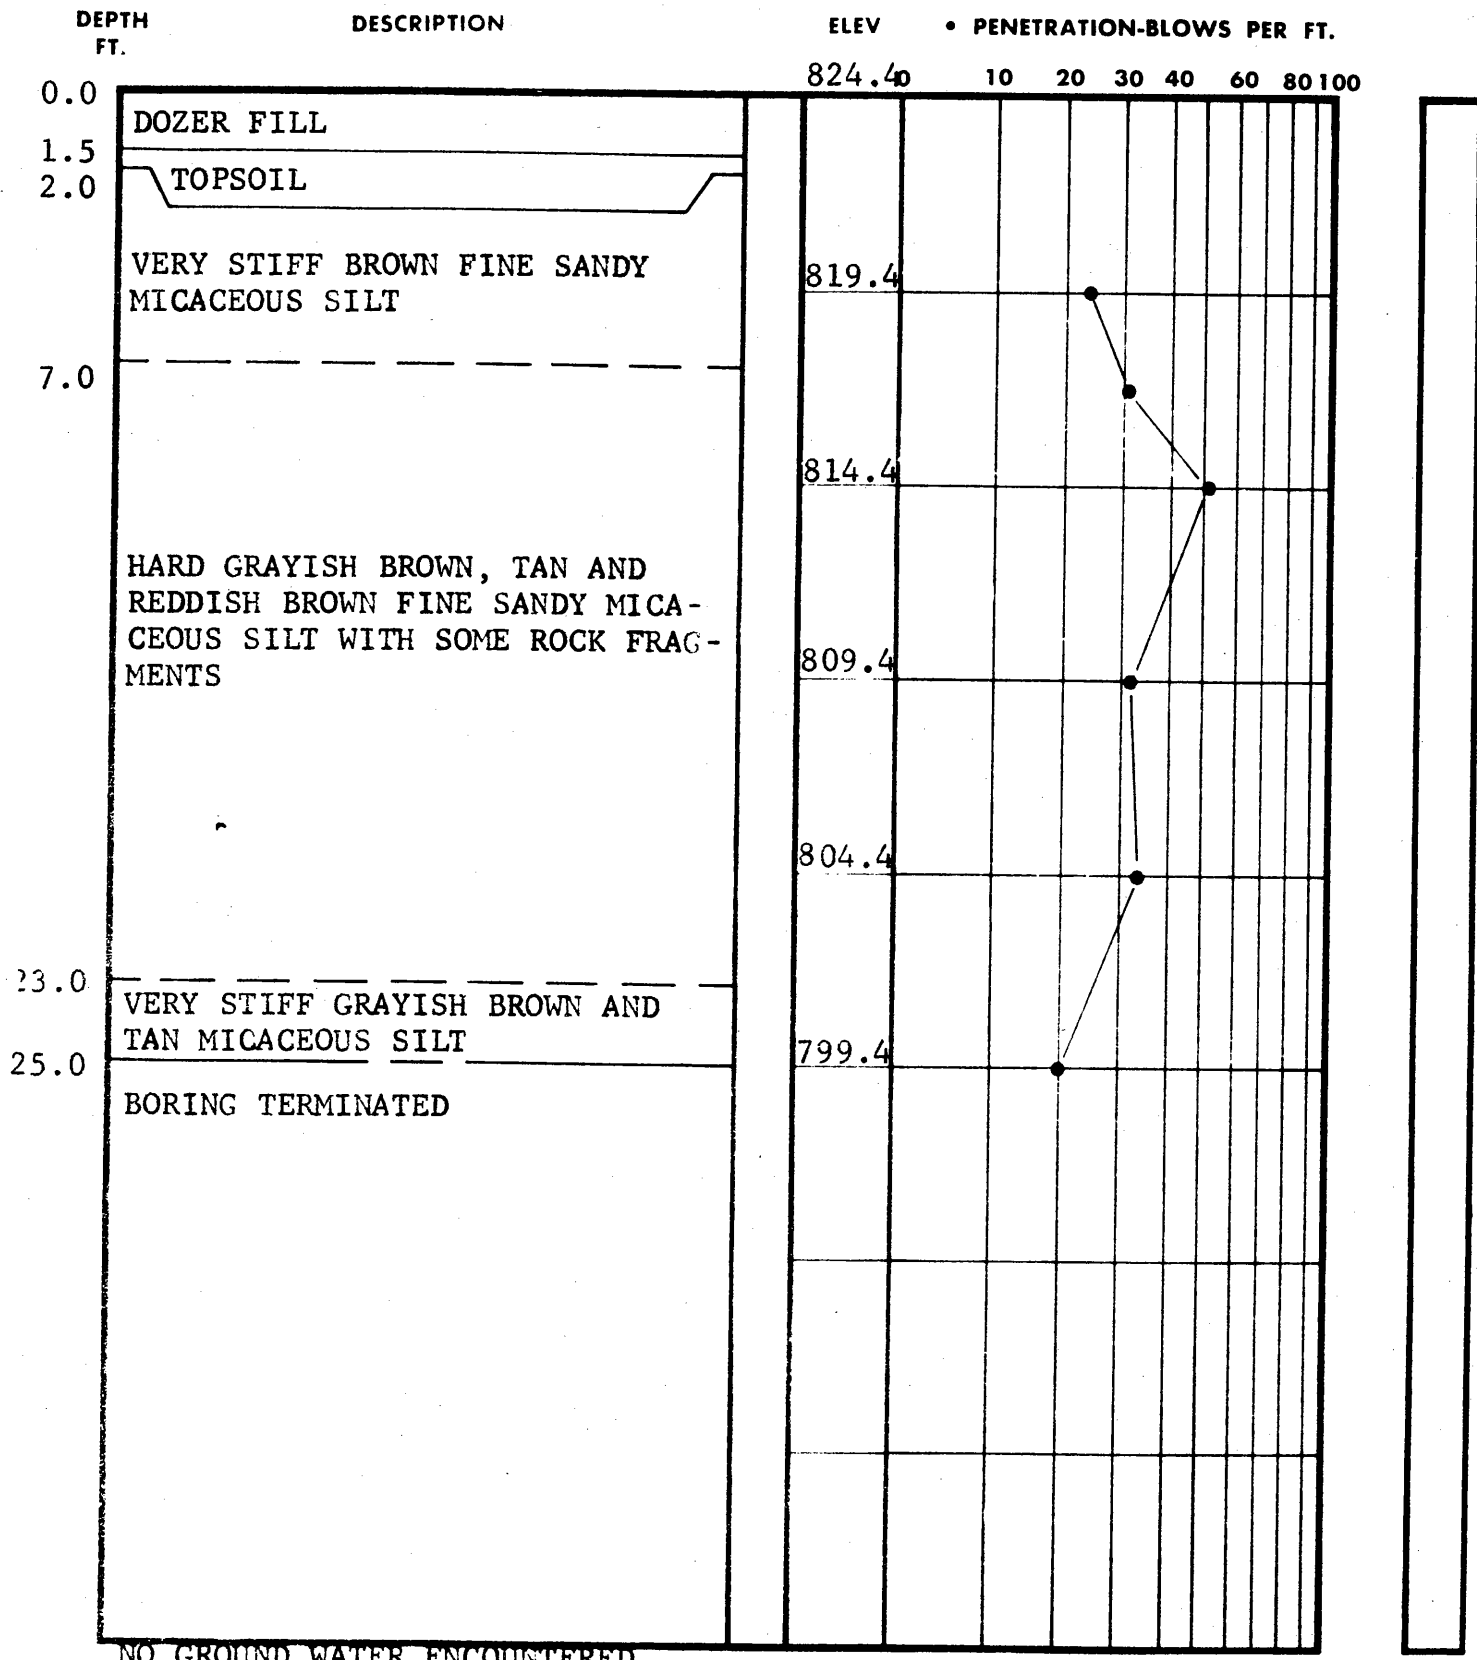 DEPTH FT. DESCRIPTION ELEV • PENETRATION-BLOWS PER FT.
0.0 824.4 0 10 20 30 40 60 80 100
DOZER FILL
1.5
2.0 TOPSOIL
VERY STIFF BROWN FINE SANDY
MICACEOUS SILT
819.4
7.0
814.4
HARD GRAYISH BROWN, TAN AND
REDDISH BROWN FINE SANDY MICA-
CEOUS SILT WITH SOME ROCK FRAG-
MENTS
809.4
804.4
23.0
VERY STIFF GRAYISH BROWN AND
TAN MICACEOUS SILT
25.0 799.4
BORING TERMINATED
NO GROUND WATER ENCOUNTERED